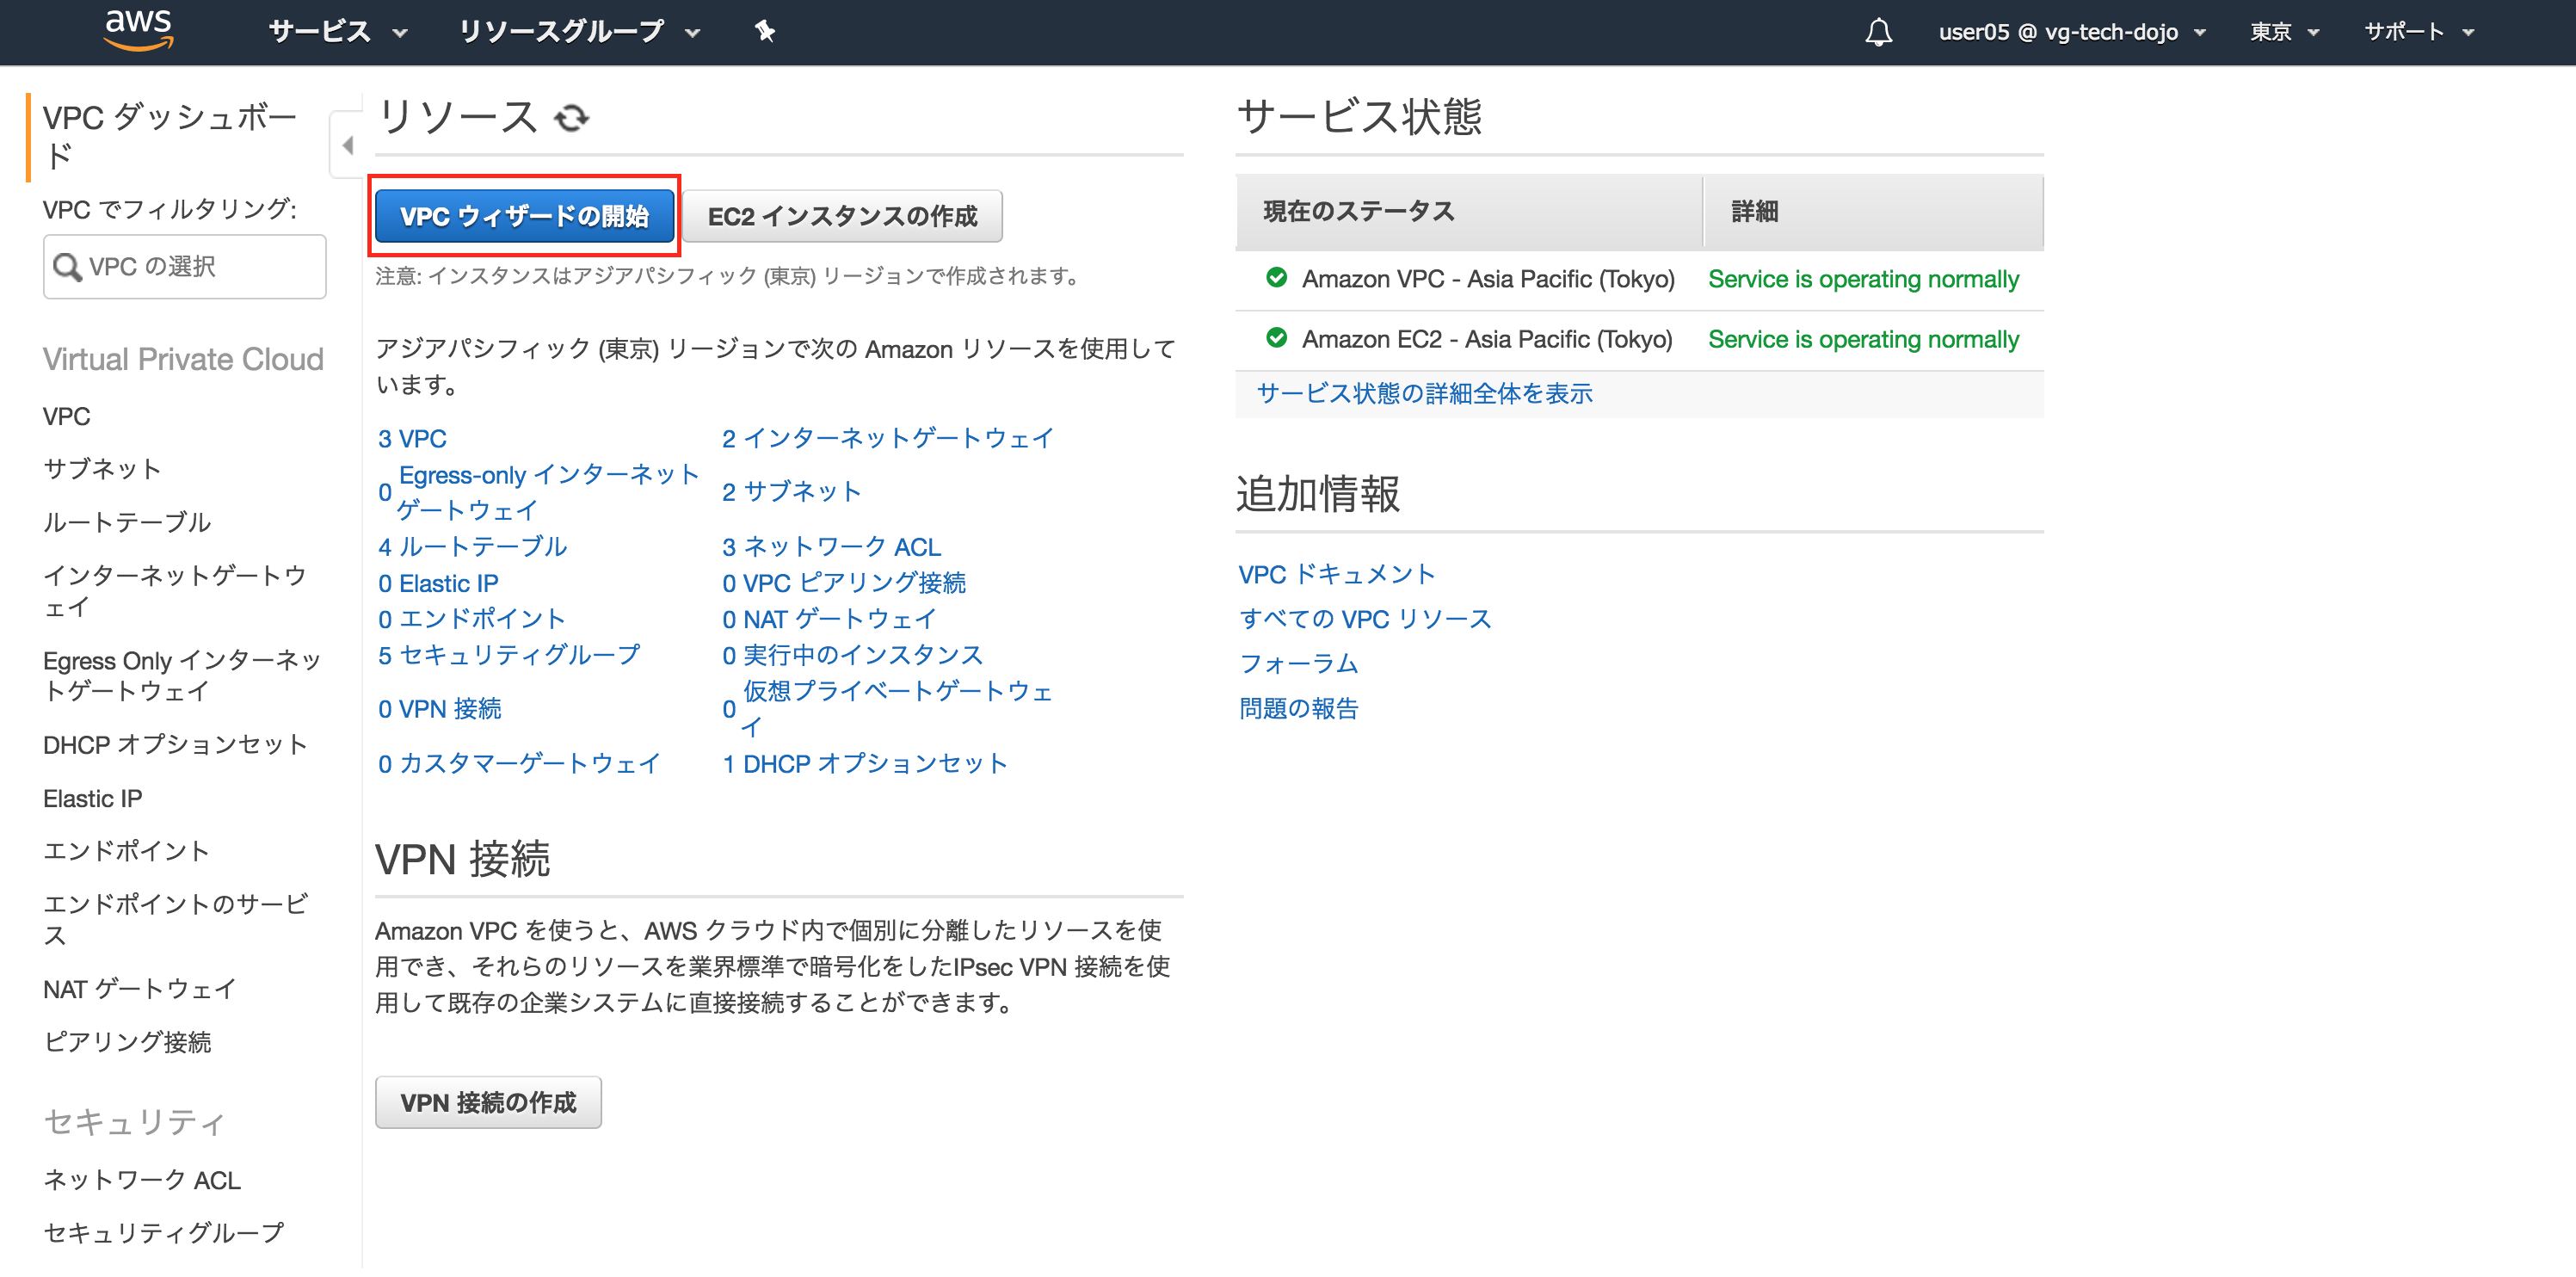 aws サービス リソースグループ user05 @ vg-tech-dojo 東京 サポート
VPC ダッシュボー
ド
VPC でフィルタリング:
VPC の選択
Virtual Private Cloud
VPC
サブネット
ルートテーブル
インターネットゲートウ
ェイ
Egress Only インターネッ
トゲートウェイ
DHCP オプションセット
Elastic IP
エンドポイント
エンドポイントのサービ
ス
NAT ゲートウェイ
ピアリング接続
セキュリティ
ネットワーク ACL
セキュリティグループ
リソース
VPC ウィザードの開始 EC2 インスタンスの作成
注意: インスタンスはアジアパシフィック (東京) リージョンで作成されます。
アジアパシフィック (東京) リージョンで次の Amazon リソースを使用して
います。
3 VPC 2 インターネットゲートウェイ
0 Egress-only インターネット
ゲートウェイ 2 サブネット
4 ルートテーブル 3 ネットワーク ACL
0 Elastic IP 0 VPC ピアリング接続
0 エンドポイント 0 NAT ゲートウェイ
5 セキュリティグループ 0 実行中のインスタンス
0 VPN 接続 0 仮想プライベートゲートウェ
イ
0 カスタマーゲートウェイ 1 DHCP オプションセット
VPN 接続
Amazon VPC を使うと、AWS クラウド内で個別に分離したリソースを使
用でき、それらのリソースを業界標準で暗号化をしたIPsec VPN 接続を使
用して既存の企業システムに直接接続することができます。
VPN 接続の作成
サービス状態
現在のステータス 詳細
Amazon VPC - Asia Pacific (Tokyo) Service is operating normally
Amazon EC2 - Asia Pacific (Tokyo) Service is operating normally
サービス状態の詳細全体を表示
追加情報
VPC ドキュメント
すべての VPC リソース
フォーラム
問題の報告